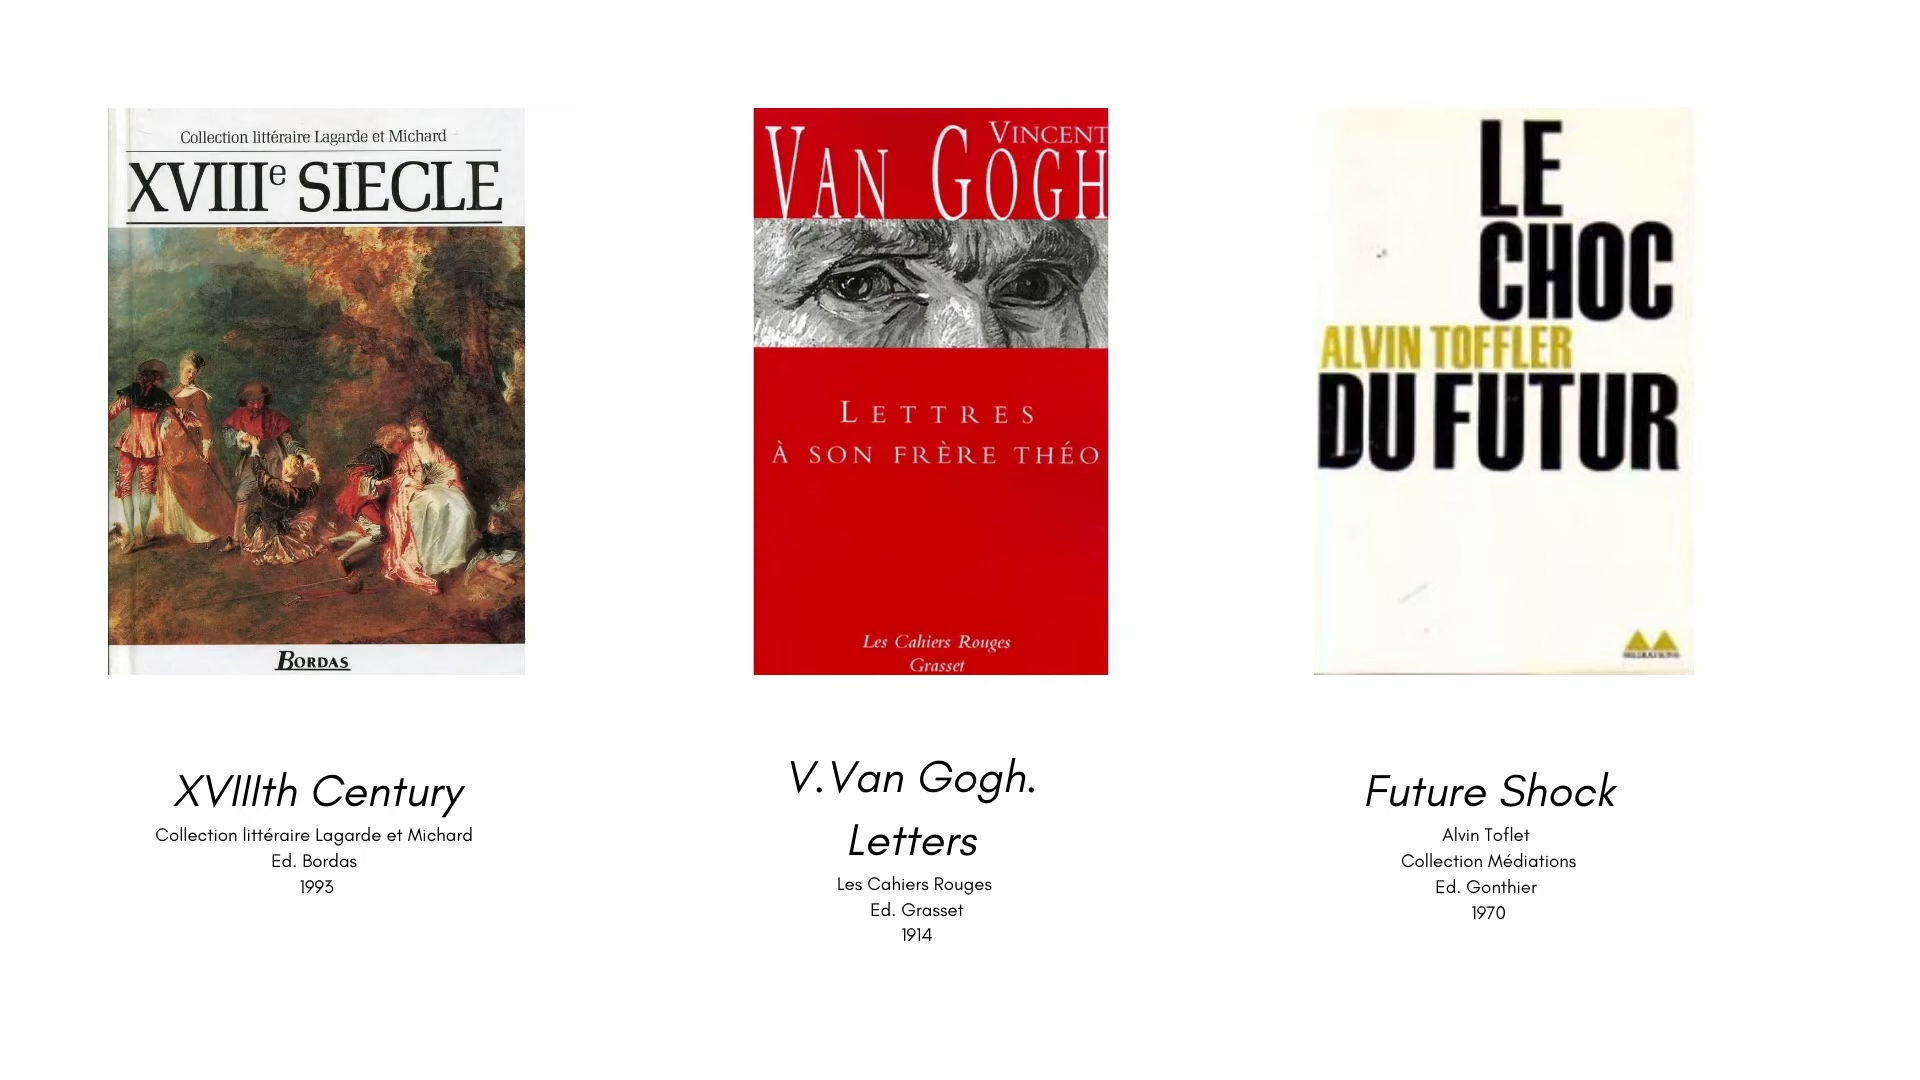 Collection littéraire Lagarde et Michard
XVIIIe SIECLE
BORDAS
XVIIIth Century
Collection littéraire Lagarde et Michard
Ed. Bordas
1993
VINCENT
VAN GOGH
LETTRES
À SON FRÈRE THÉO
Les Cahiers Rouges
Grasset
V.Van Gogh.
Letters
Les Cahiers Rouges
Ed. Grasset
1914
LE
CHOC
ALVIN TOFFLER
DU FUTUR
Future Shock
Alvin Toflet
Collection Médiations
Ed. Gonthier
1970